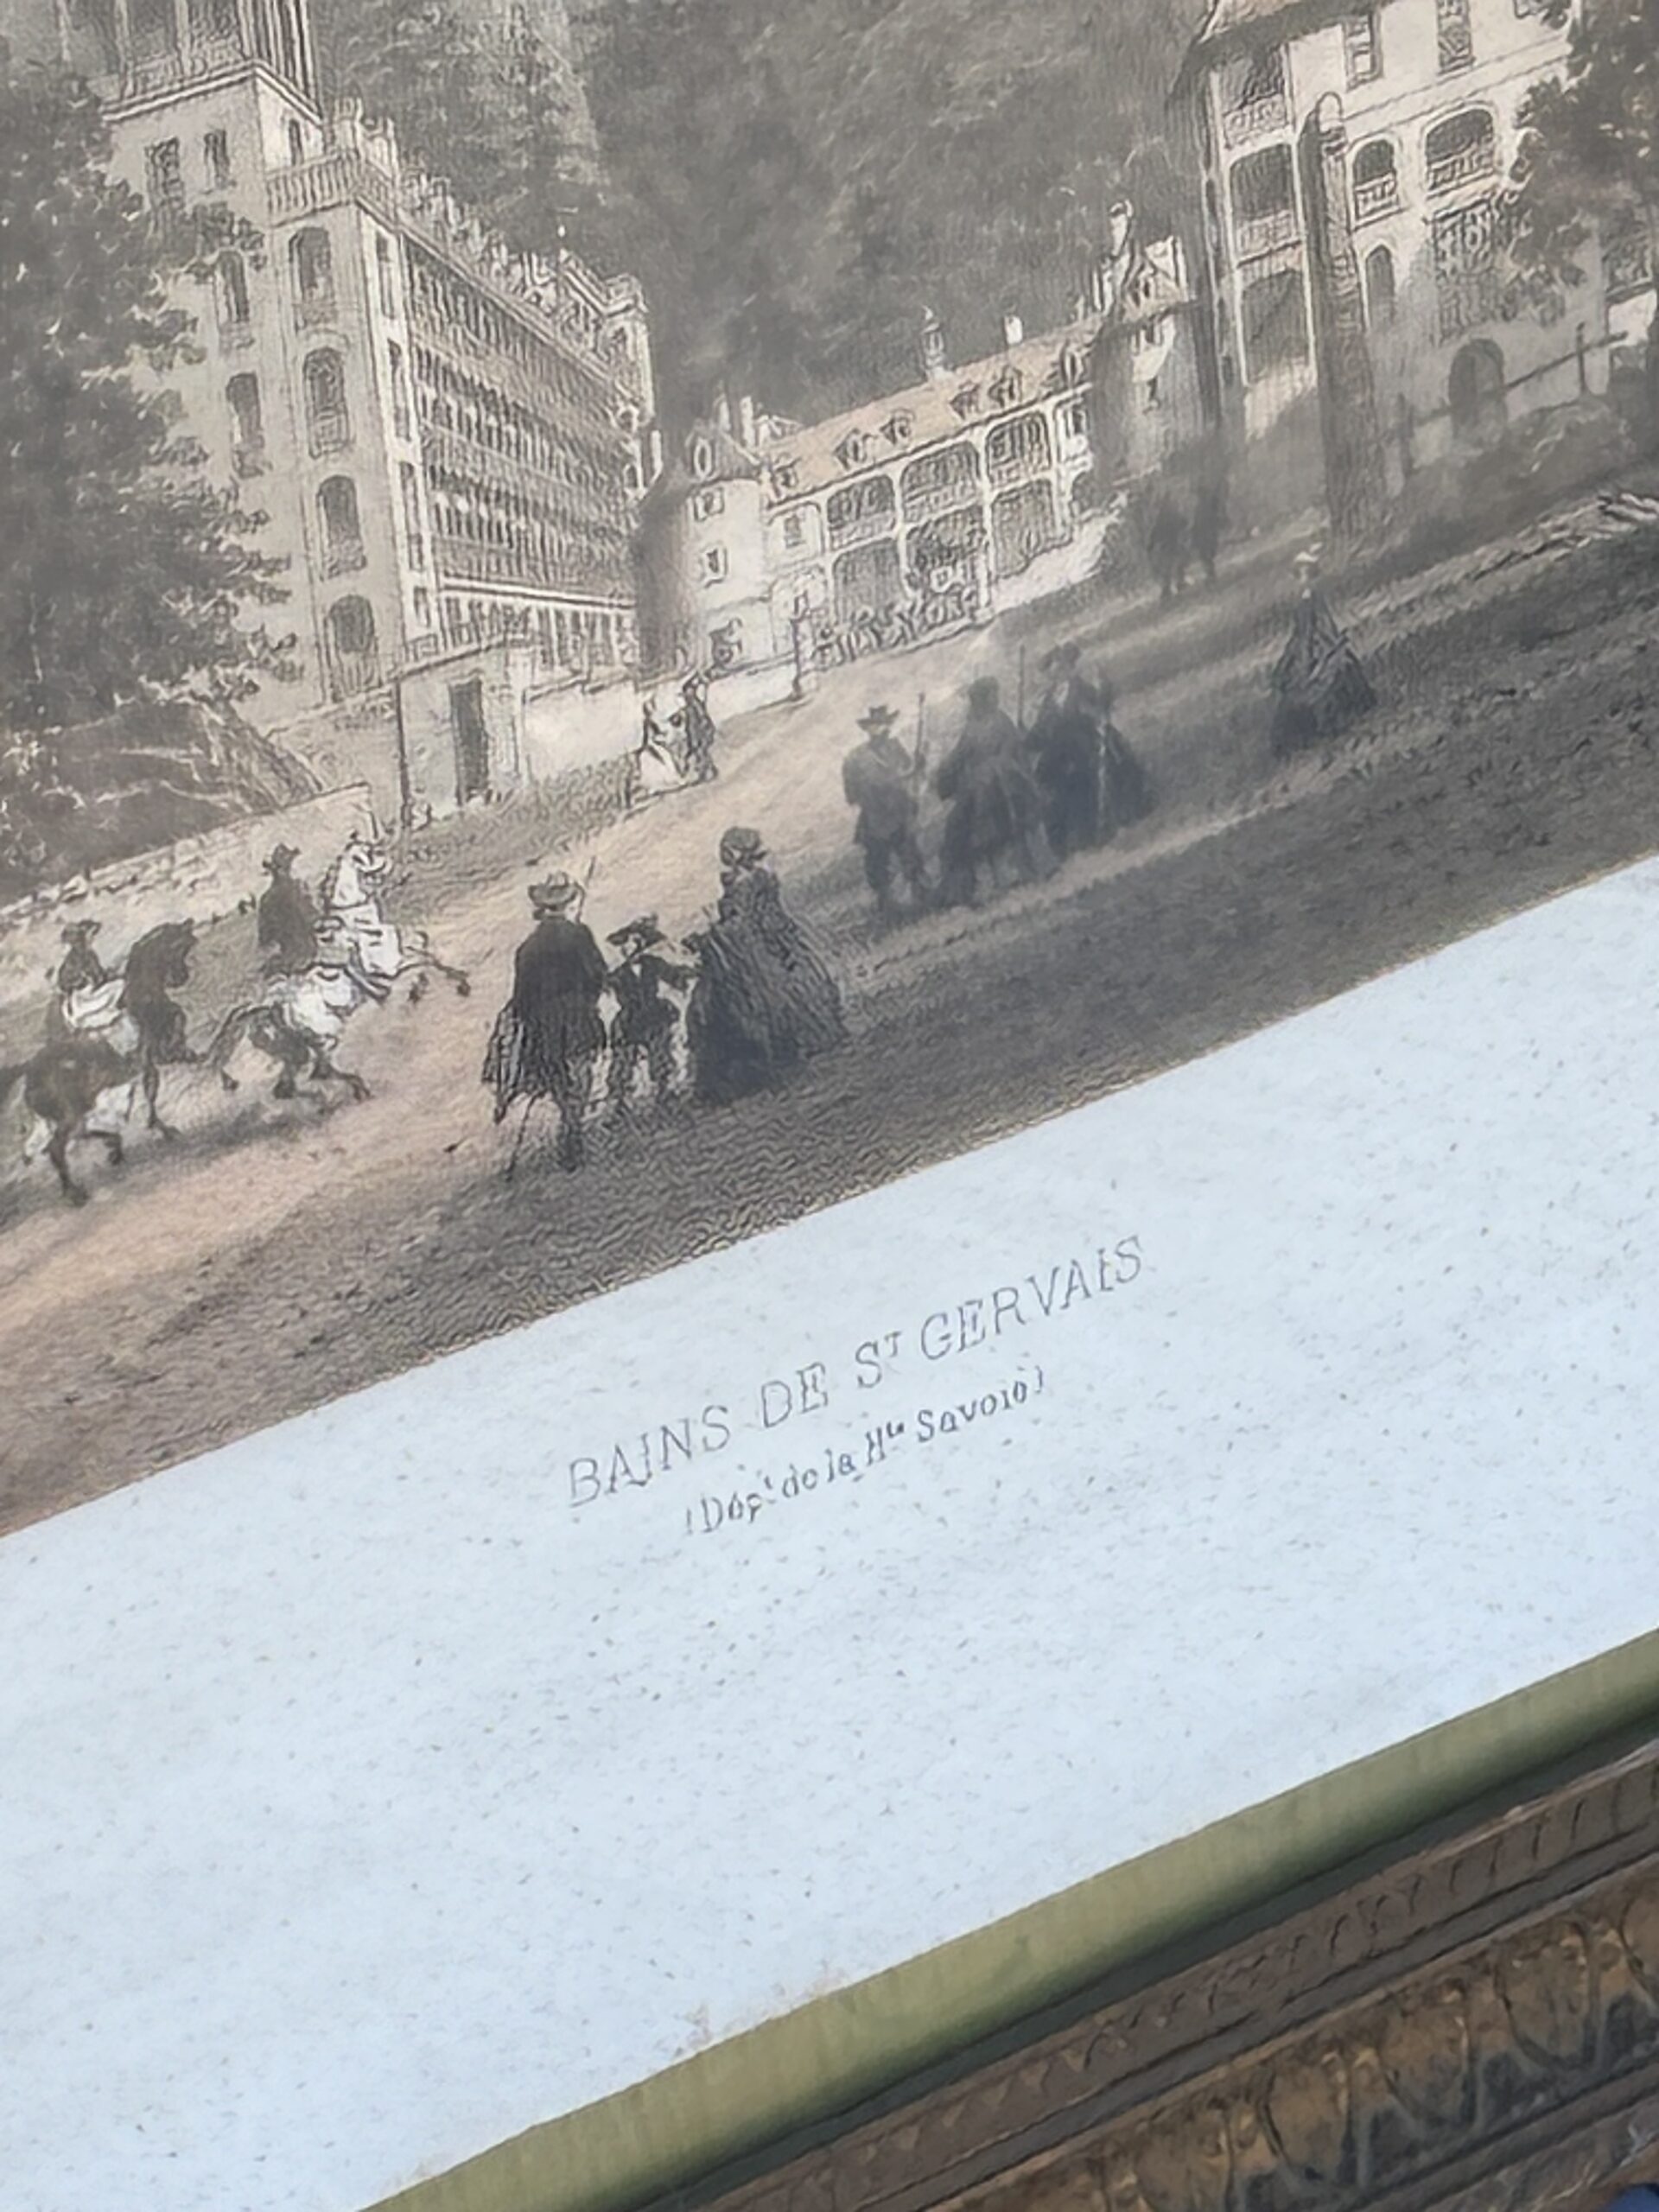 BAINS DE ST GERVAIS
(Dépt de la Hte Savoie)